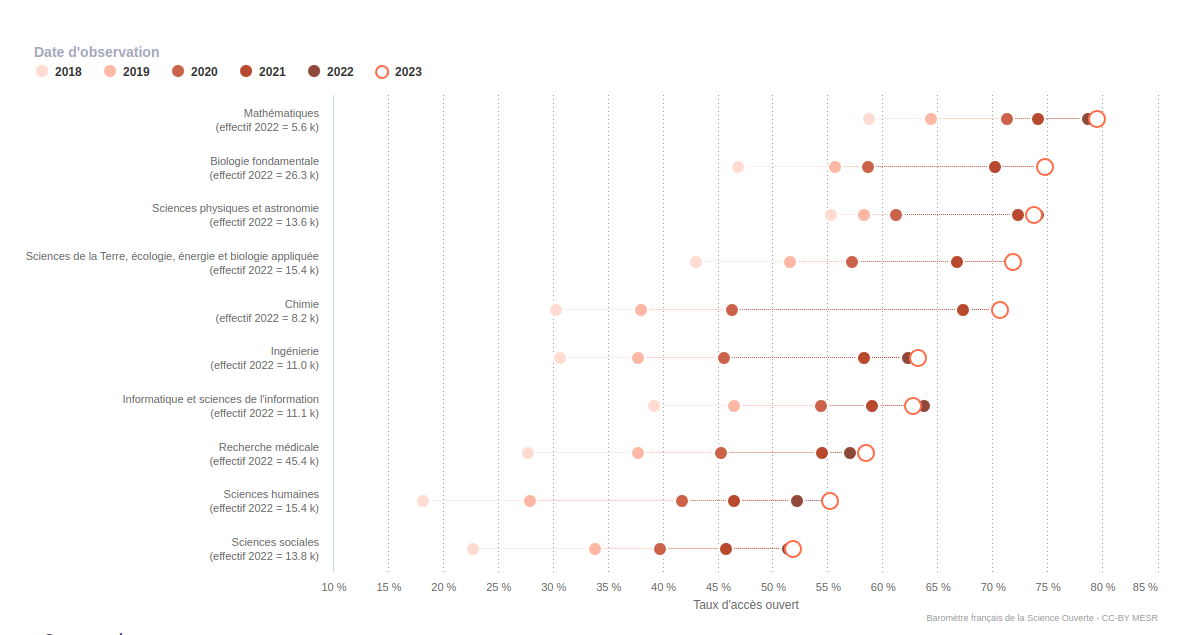 Date d'observation
2018 2019 2020 2021 2022 2023
Mathématiques
(effectif 2022 = 5.6 k)
Biologie fondamentale
(effectif 2022 = 26.3 k)
Sciences physiques et astronomie
(effectif 2022 = 13.6 k)
Sciences de la Terre, écologie, énergie et biologie appliquée
(effectif 2022 = 15.4 k)
Chimie
(effectif 2022 = 8.2 k)
Ingénierie
(effectif 2022 = 11.0 k)
Informatique et sciences de l'information
(effectif 2022 = 11.1 k)
Recherche médicale
(effectif 2022 = 45.4 k)
Sciences humaines
(effectif 2022 = 15.4 k)
Sciences sociales
(effectif 2022 = 13.8 k)
10 % 15 % 20 % 25 % 30 % 35 % 40 % 45 % 50 % 55 % 60 % 65 % 70 % 75 % 80 % 85 %
Taux d'accès ouvert
Baromètre français de la Science Ouverte - CC-BY MESR